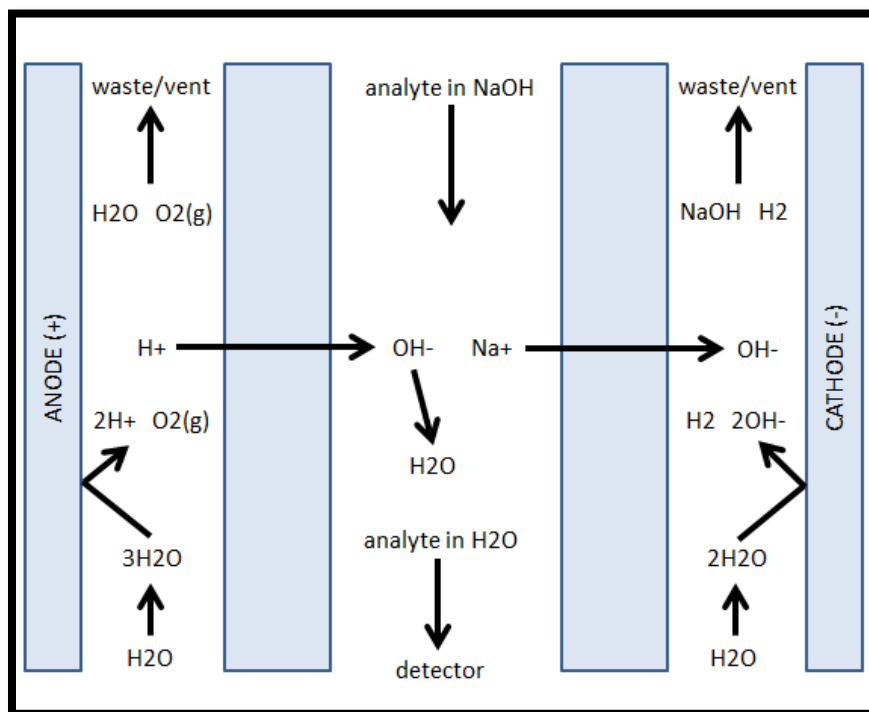 waste/vent
analyte in NaOH
waste/vent
H2O O2(g)
NaOH H2
ANODE (+)
H+
OH-
Na+
OH-
CATHODE (-)
2H+ O2(g)
H2 2OH-
H2O
3H2O
analyte in H2O
2H2O
H2O
detector
H2O